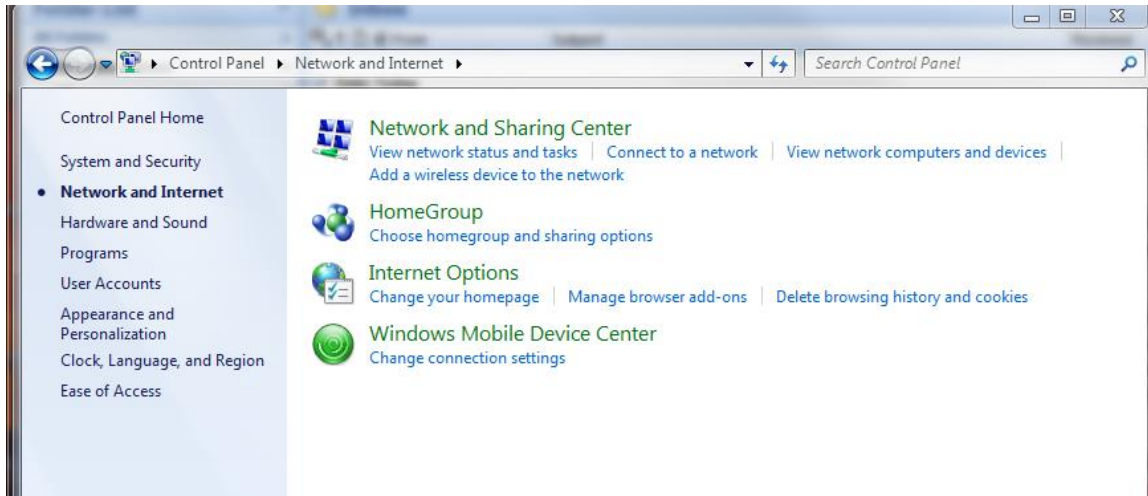 Control Panel Network and Internet Search Control Panel
Control Panel Home
System and Security
Network and Internet
Hardware and Sound
Programs
User Accounts
Appearance and
Personalization
Clock, Language, and Region
Ease of Access
Network and Sharing Center
View network status and tasks Connect to a network View network computers and devices
Add a wireless device to the network
HomeGroup
Choose homegroup and sharing options
Internet Options
Change your homepage Manage browser add-ons Delete browsing history and cookies
Windows Mobile Device Center
Change connection settings